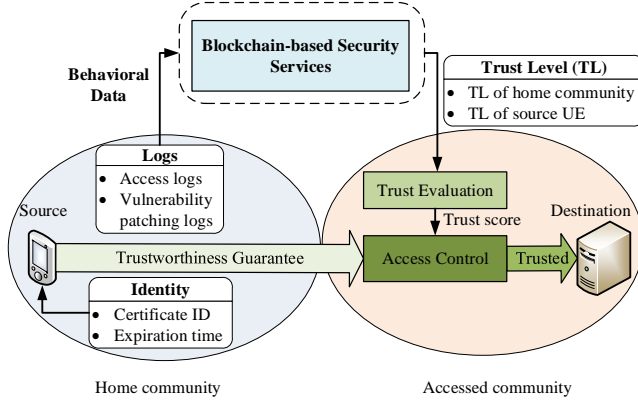 Blockchain-based Security
Services
Behavioral
Data
Trust Level (TL)
• TL of home community
• TL of source UE
Logs
• Access logs
• Vulnerability
patching logs
Trust Evaluation
Source
Trust score
Destination
Trustworthiness Guarantee
Access Control
Trusted
Identity
• Certificate ID
• Expiration time
Home community
Accessed community